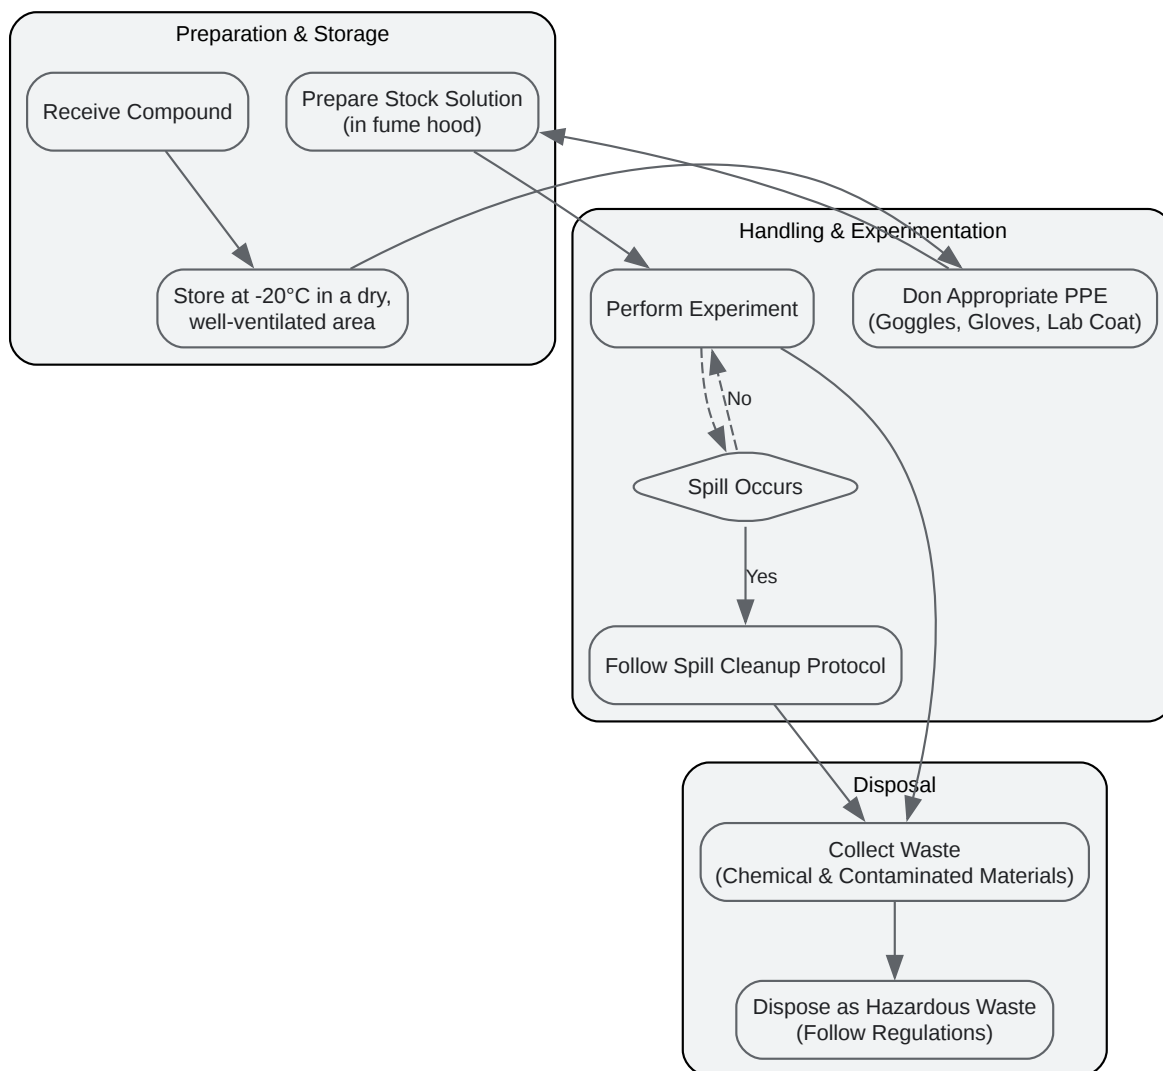 Preparation & Storage
Receive Compound
Prepare Stock Solution
(in fume hood)
Store at -20°C in a dry,
well-ventilated area
Handling & Experimentation
Perform Experiment
Don Appropriate PPE
(Goggles, Gloves, Lab Coat)
No
Spill Occurs
Yes
Follow Spill Cleanup Protocol
Disposal
Collect Waste
(Chemical & Contaminated Materials)
Dispose as Hazardous Waste
(Follow Regulations)